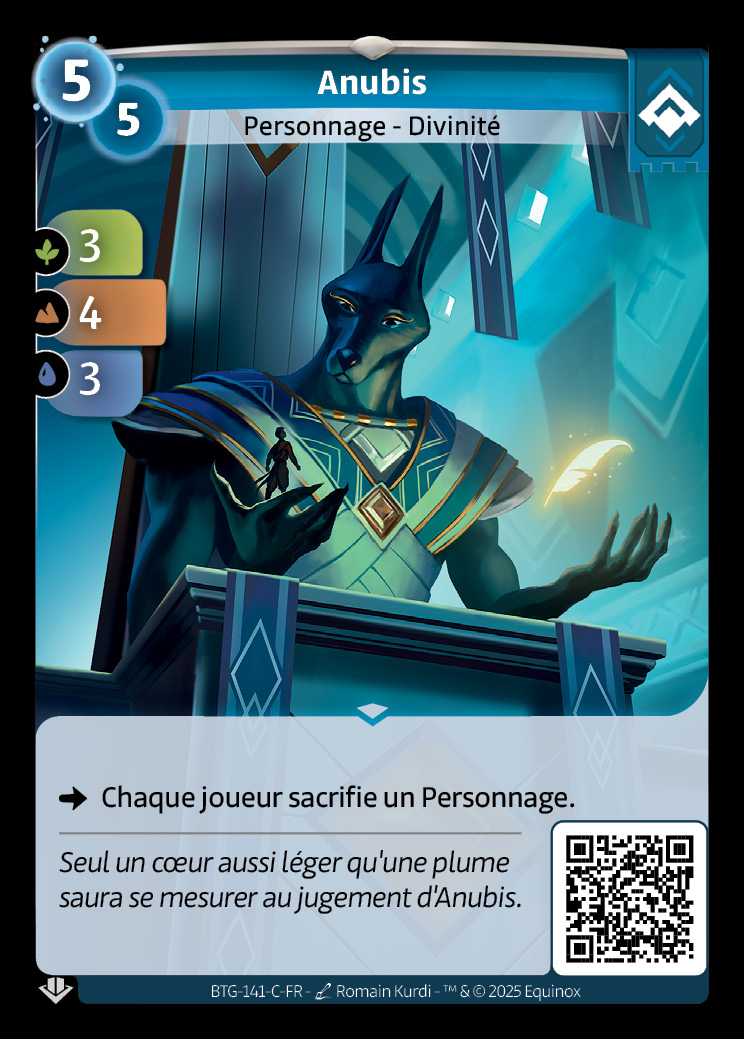 5
5
Anubis
Personnage - Divinité
3
4
3
Chaque joueur sacrifie un Personnage.
Seul un cœur aussi léger qu'une plume
saura se mesurer au jugement d'Anubis.
BTG-141-C-FR - Romain Kurdi - ™ & © 2025 Equinox